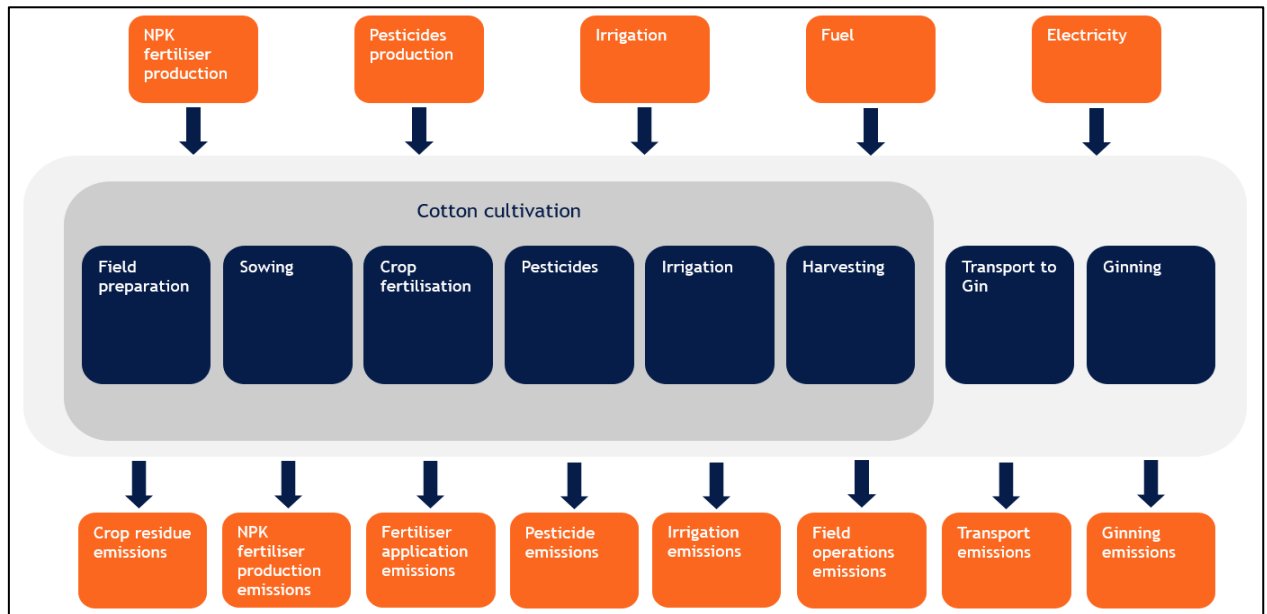 NPK
fertiliser
production
Pesticides
production
Irrigation
Fuel
Electricity
Cotton cultivation
Field
preparation
Sowing
Crop
fertilisation
Pesticides
Irrigation
Harvesting
Transport to
Gin
Ginning
Crop residue
emissions
NPK
fertiliser
production
emissions
Fertiliser
application
emissions
Pesticide
emissions
Irrigation
emissions
Field
operations
emissions
Transport
emissions
Ginning
emissions